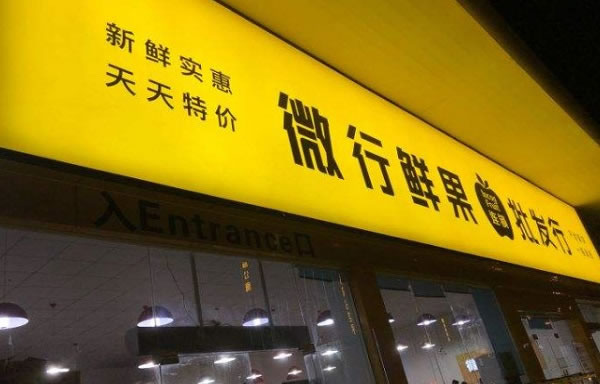 新鲜实惠
天天特价
微行鲜果
批发行
入Entrance口